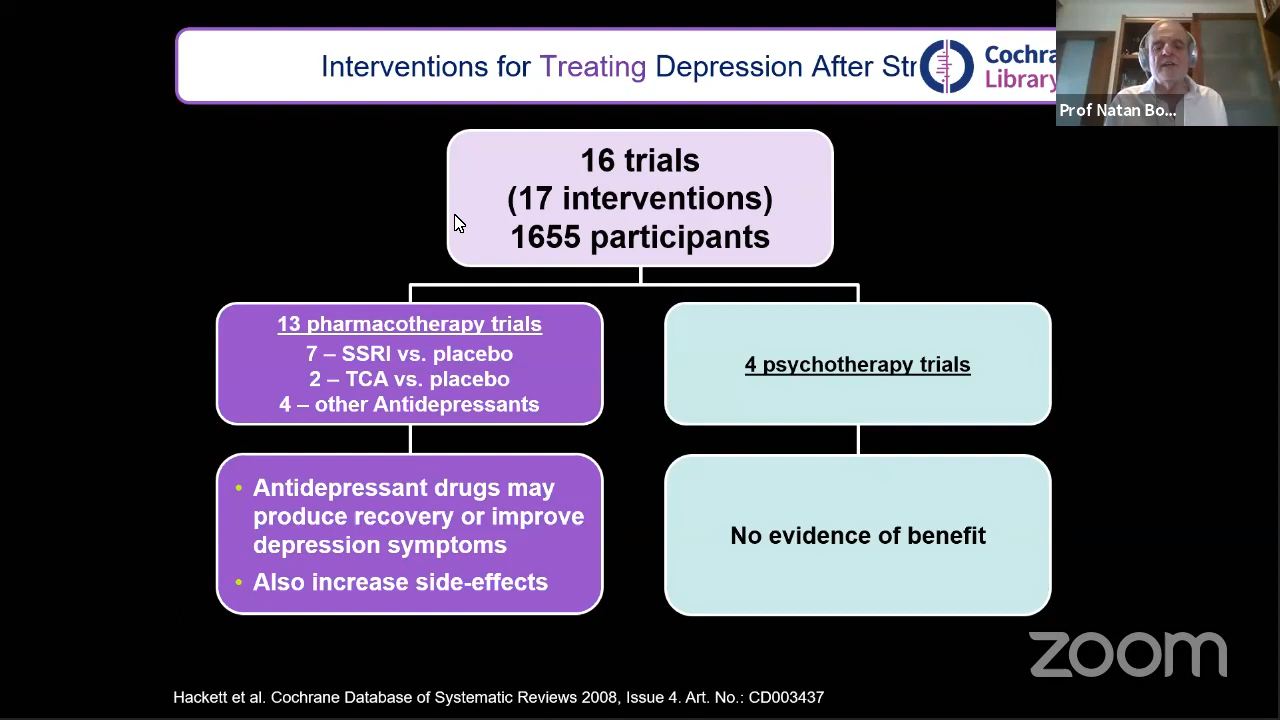 Interventions for Treating Depression After Str
Cochra
Library
Prof Natan Bo...
16 trials
(17 interventions)
1655 participants
13 pharmacotherapy trials
7 – SSRI vs. placebo
2 – TCA vs. placebo
4 – other Antidepressants
4 psychotherapy trials
• Antidepressant drugs may
produce recovery or improve
depression symptoms
• Also increase side-effects
No evidence of benefit
zoom
Hackett et al. Cochrane Database of Systematic Reviews 2008, Issue 4. Art. No.: CD003437